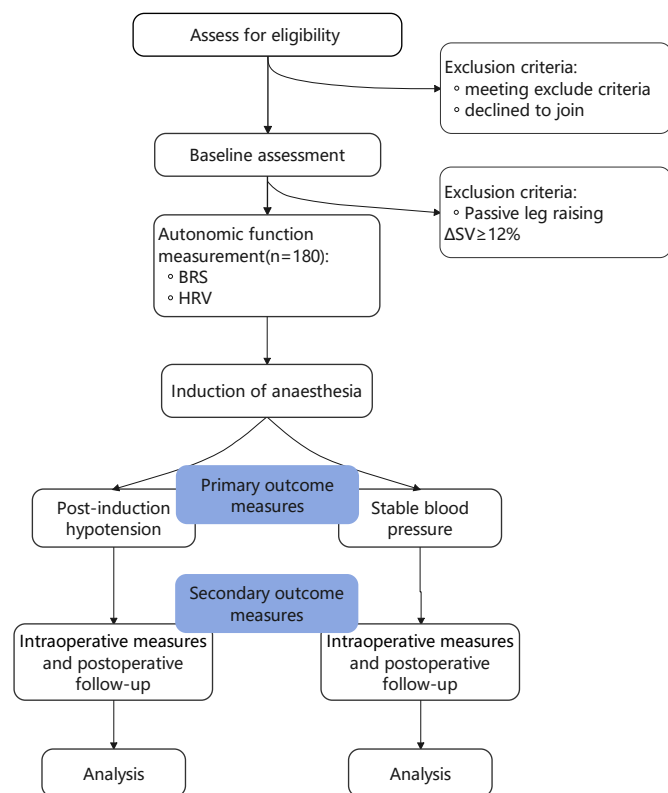 Assess for eligibility
Exclusion criteria:
° meeting exclude criteria
° declined to join
Baseline assessment
Exclusion criteria:
° Passive leg raising
ΔSV≥12%
Autonomic function
measurement(n=180):
° BRS
° HRV
Induction of anaesthesia
Primary outcome
measures
Post-induction
hypotension
Stable blood
pressure
Secondary outcome
measures
Intraoperative measures
and postoperative
follow-up
Intraoperative measures
and postoperative
follow-up
Analysis
Analysis